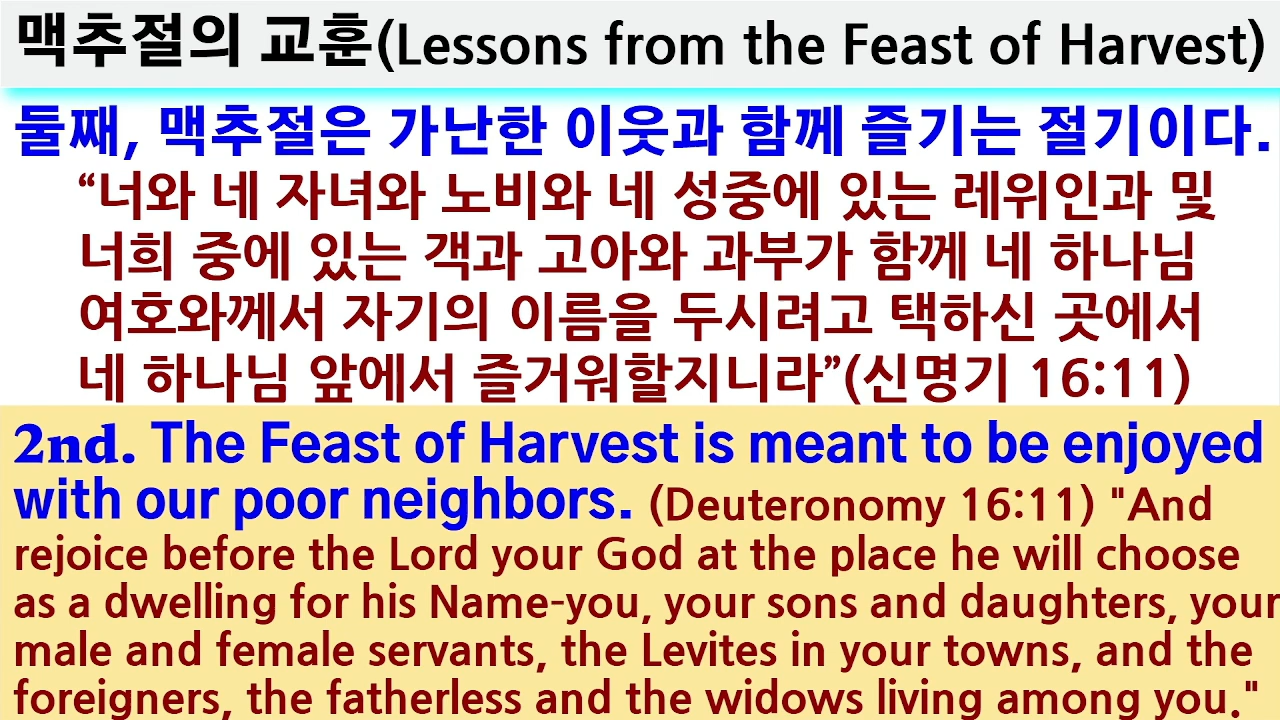 맥추절의 교훈(Lessons from the Feast of Harvest)
둘째, 맥추절은 가난한 이웃과 함께 즐기는 절기이다.
“너와 네 자녀와 노비와 네 성중에 있는 레위인과 및
너희 중에 있는 객과 고아와 과부가 함께 네 하나님
여호와께서 자기의 이름을 두시려고 택하신 곳에서
네 하나님 앞에서 즐거워할지니라”(신명기 16:11)
2nd. The Feast of Harvest is meant to be enjoyed
with our poor neighbors. (Deuteronomy 16:11) "And
rejoice before the Lord your God at the place he will choose
as a dwelling for his Name-you, your sons and daughters, your
male and female servants, the Levites in your towns, and the
foreigners, the fatherless and the widows living among you."